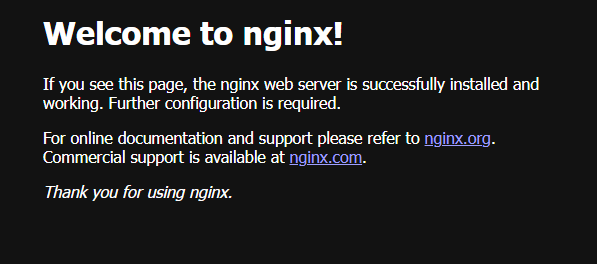 Welcome to nginx!
If you see this page, the nginx web server is successfully installed and
working. Further configuration is required.
For online documentation and support please refer to nginx.org.
Commercial support is available at nginx.com.
Thank you for using nginx.